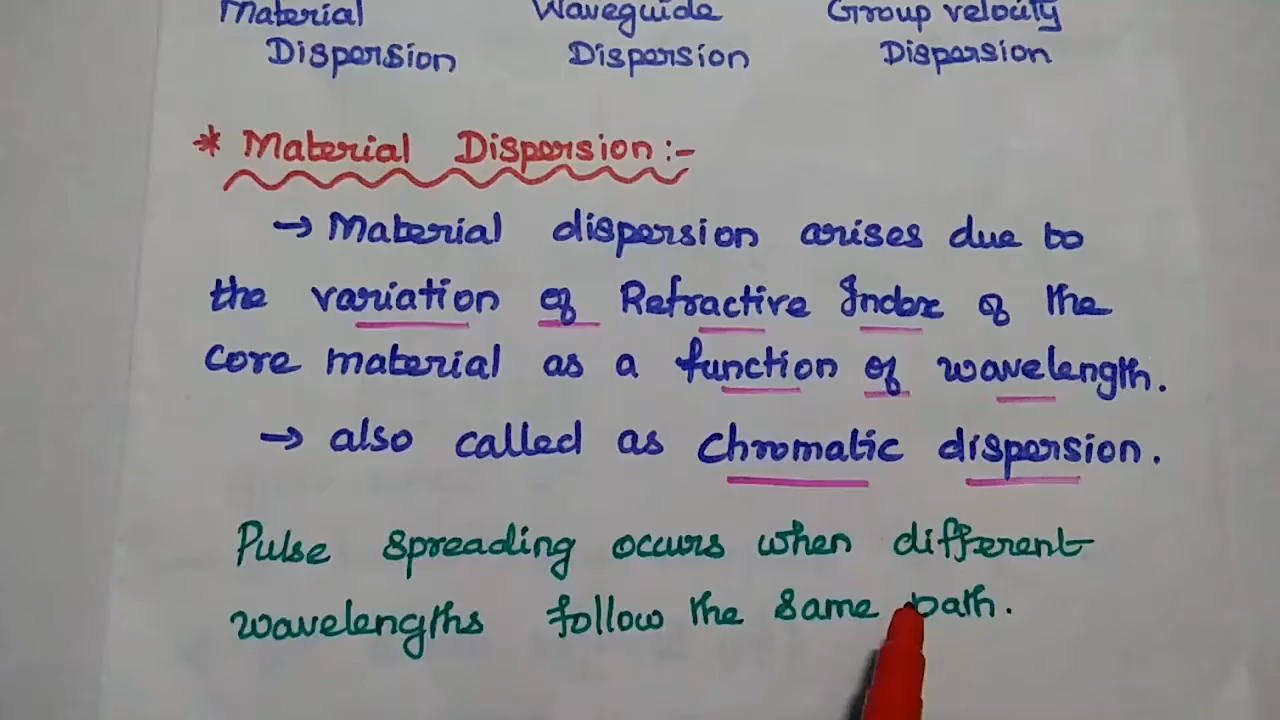 Material Waveguide Group velocity
Dispersion Dispersion Dispersion
* Material Dispersion :-
→ Material dispersion arises due to
the variation of Refractive Index of the
core material as a function of wavelength.
→ also called as chromatic dispersion.
Pulse spreading occurs when different
wavelengths follow the same path.